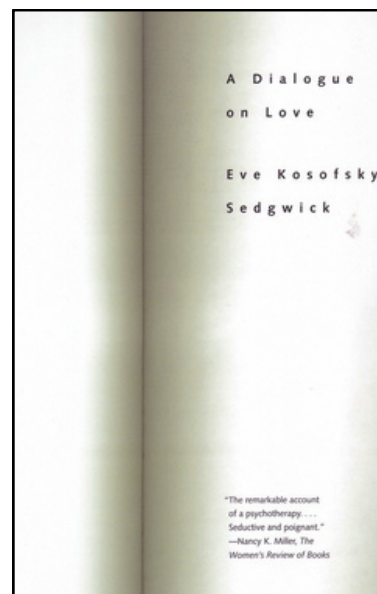 A Dialogue
on Love
Eve Kosofsky
Sedgwick
“The remarkable account
of a psychotherapy. . . .
Seductive and poignant.”
—Nancy K. Miller, The
Women’s Review of Books